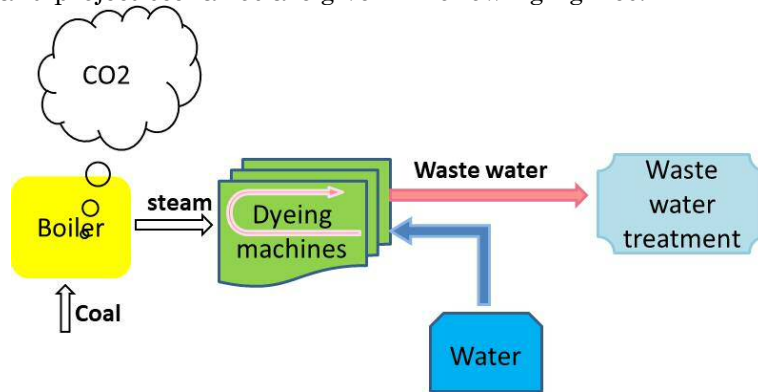 CO2
Waste water
Waste
water
treatment
steam
Dyeing
machines
Boiler
Coal
Water